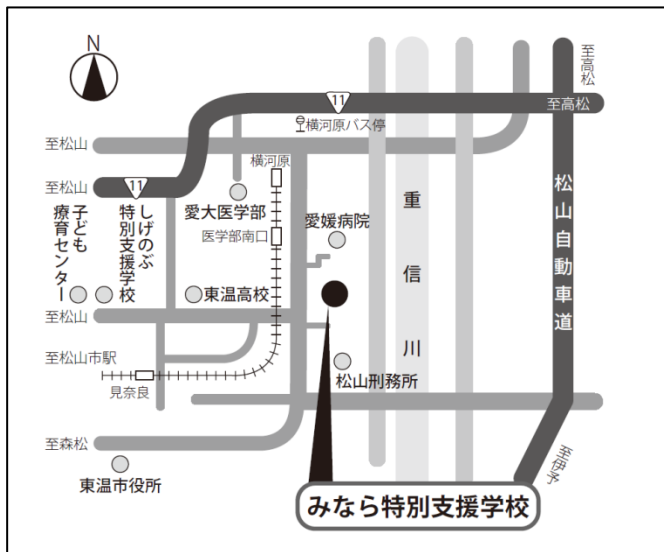 N
至高松
11
至高松
横河原バス停
至松山
横河原
至松山
11
愛大医学部
医学部南口
愛媛病院
子ども
療育センター
しげのぶ
特別支援学校
東温高校
重信川
松山自動車道
至松山
至松山市駅
見奈良
松山刑務所
至森松
東温市役所
至伊予
みなら特別支援学校